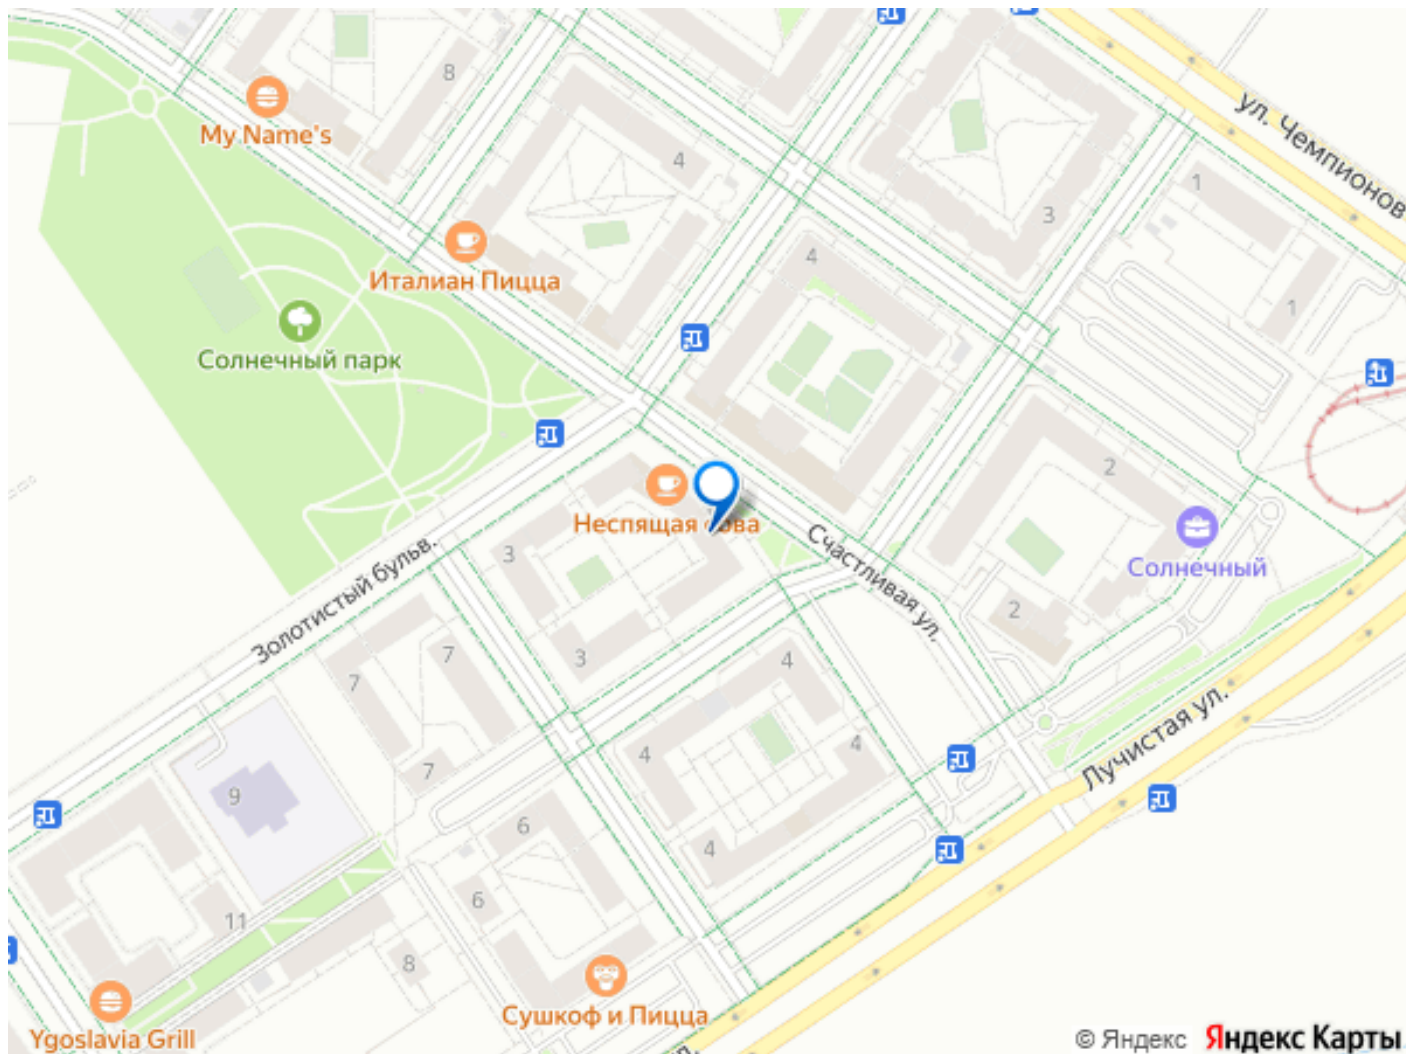 8
My Name's
ул. Чемпионов
4
1
3
Италиан Пицца
4
1
Солнечный парк
2
Неспящая
Счастливая ул.
Солнечный
3
Золотистый бульв.
2
3
7
7
4
4
4
Лучистая ул.
7
9
6
4
6
11
8
Сушкоф и Пицца
Ygoslavia Grill
© Яндекс Яндекс Карты